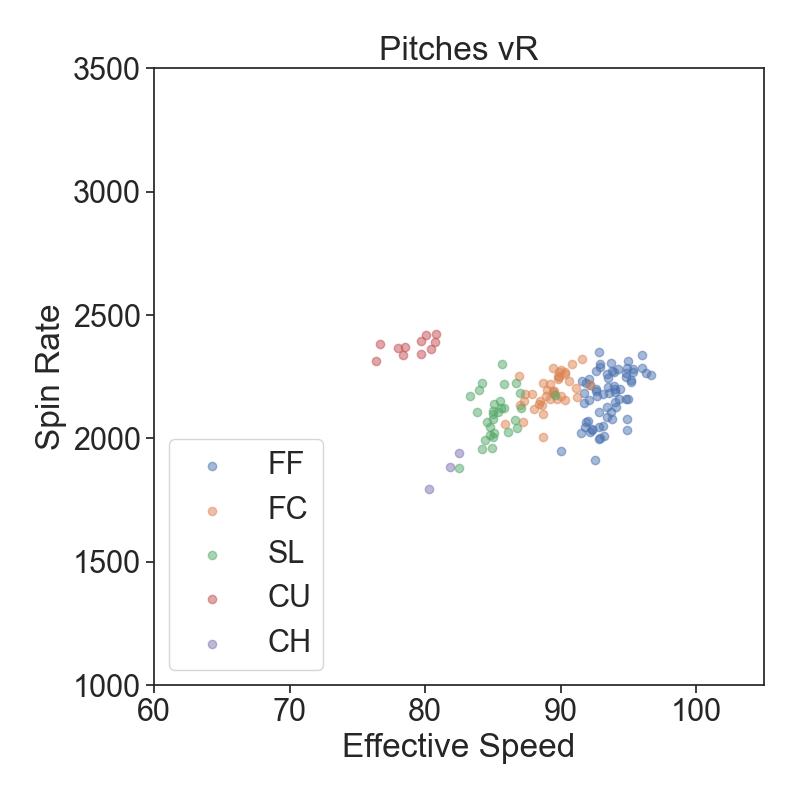 Pitches vR
3500
3000
2500
2000
1500
1000
Spin Rate
FF
FC
SL
CU
CH
60 70 80 90 100
Effective Speed